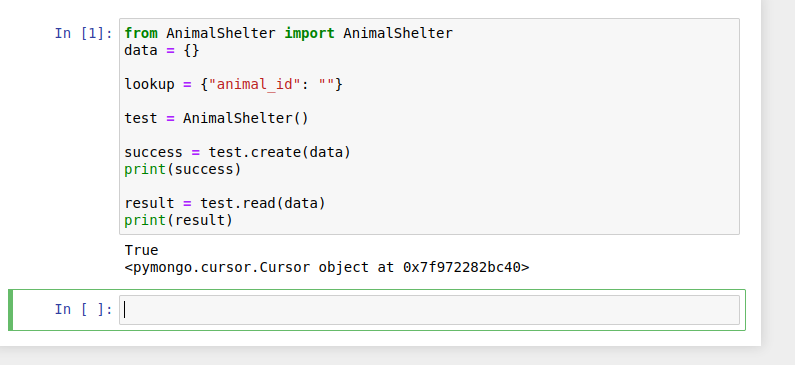 In [1]: from AnimalShelter import AnimalShelter
data = {}
lookup = {"animal_id": ""}
test = AnimalShelter()
success = test.create(data)
print(success)
result = test.read(data)
print(result)
True
<pymongo.cursor.Cursor object at 0x7f972282bc40>
In [ ]: